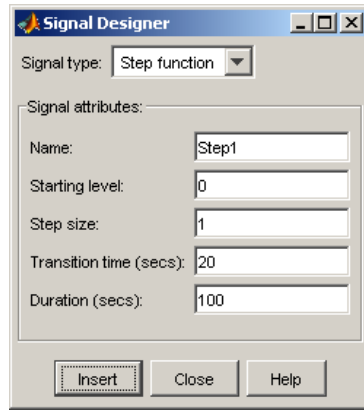 Signal Designer
Signal type: Step function
Signal attributes:
Name: Step1
Starting level: 0
Step size: 1
Transition time (secs): 20
Duration (secs): 100
Insert Close Help